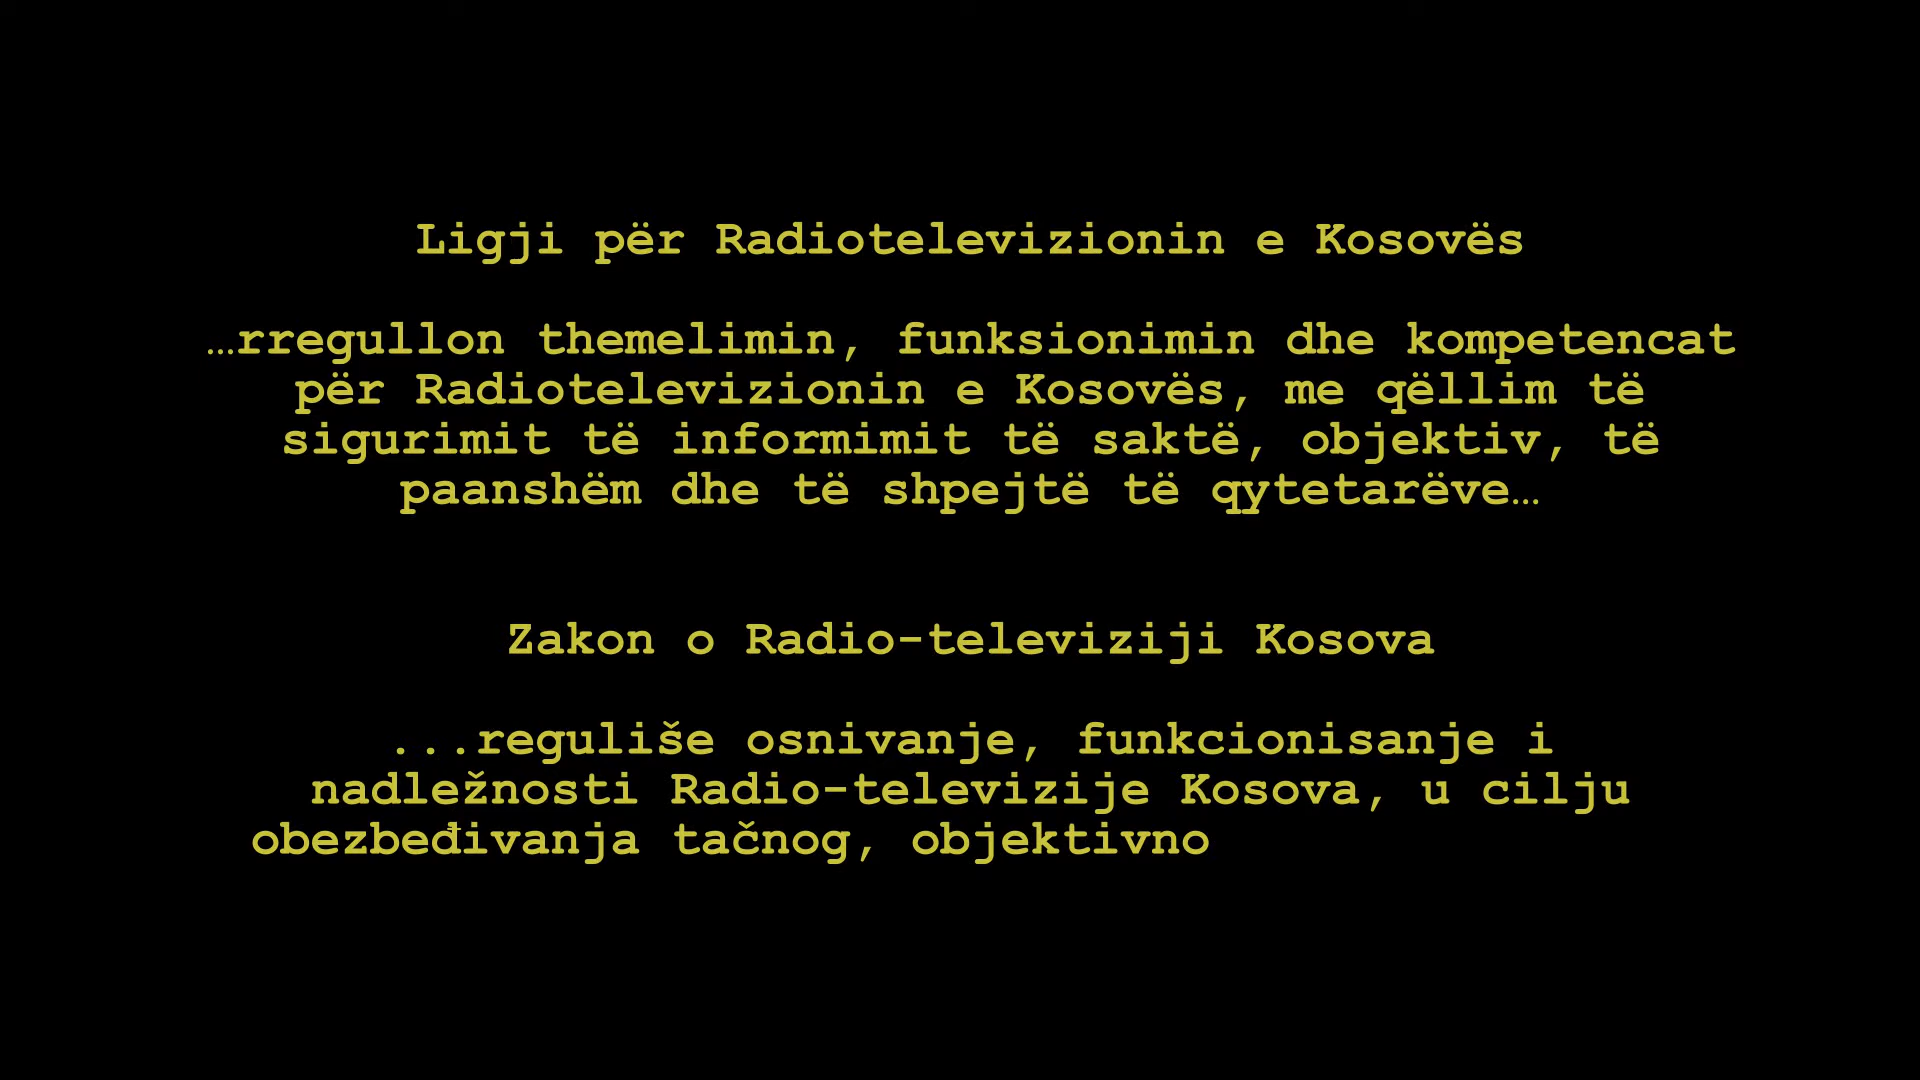 Ligji për Radiotelevizionin e Kosovës
…rregullon themelimin, funksionimin dhe kompetencat
për Radiotelevizionin e Kosovës, me qëllim të
sigurimit të informimit të saktë, objektiv, të
paanshëm dhe të shpejtë të qytetarëve…
Zakon o Radio-televiziji Kosova
...reguliše osnivanje, funkcionisanje i
nadležnosti Radio-televizije Kosova, u cilju
obezbeđivanja tačnog, objektivno